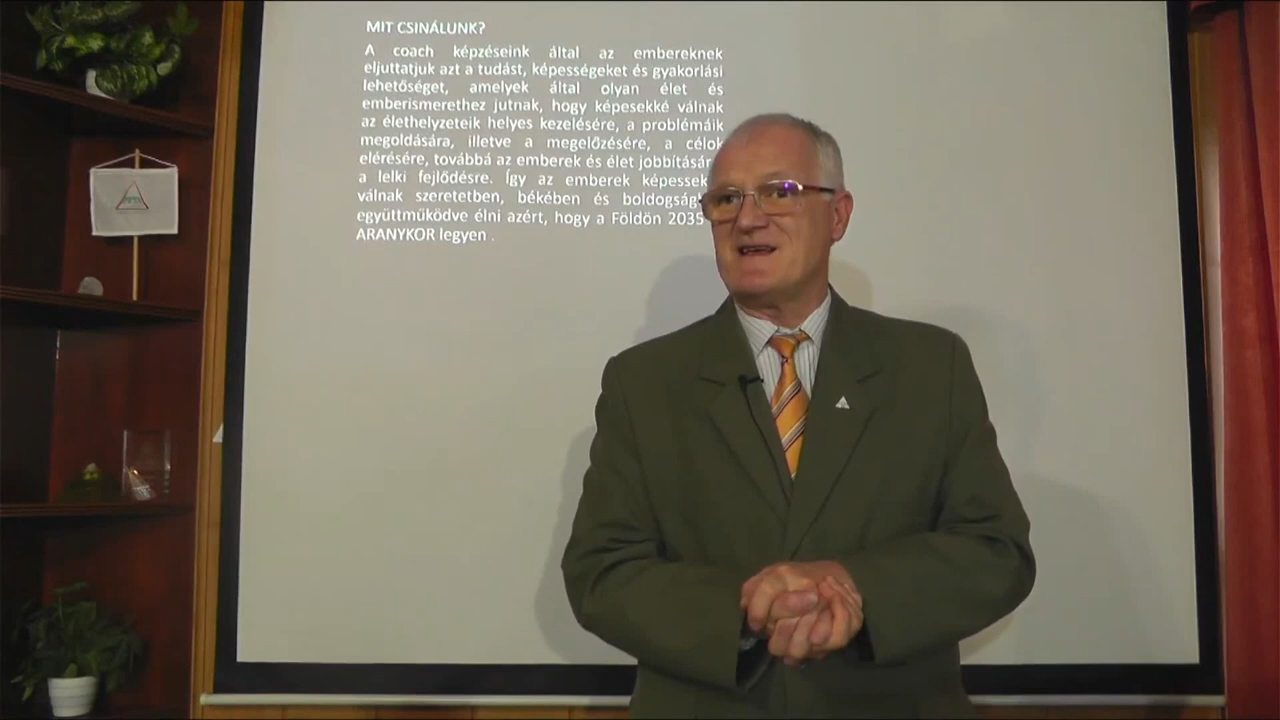 MIT CSINÁLUNK?
A coach képzéseink által az embereknek
eljuttatjuk azt a tudást, képességeket és gyakorlási
lehetőséget, amelyek által olyan élet és
emberismerethez jutnak, hogy képesekké válnak
az élethelyzeteik helyes kezelésére, a problémáik
megoldására, illetve a megelőzésére, a célok
elérésére, továbbá az emberek és élet jobbításár
a lelki fejlődésre. Így az emberek képessek
válnak szeretetben, békében és boldogság
együttműködve élni azért, hogy a Földön 2035
ARANYKOR legyen .